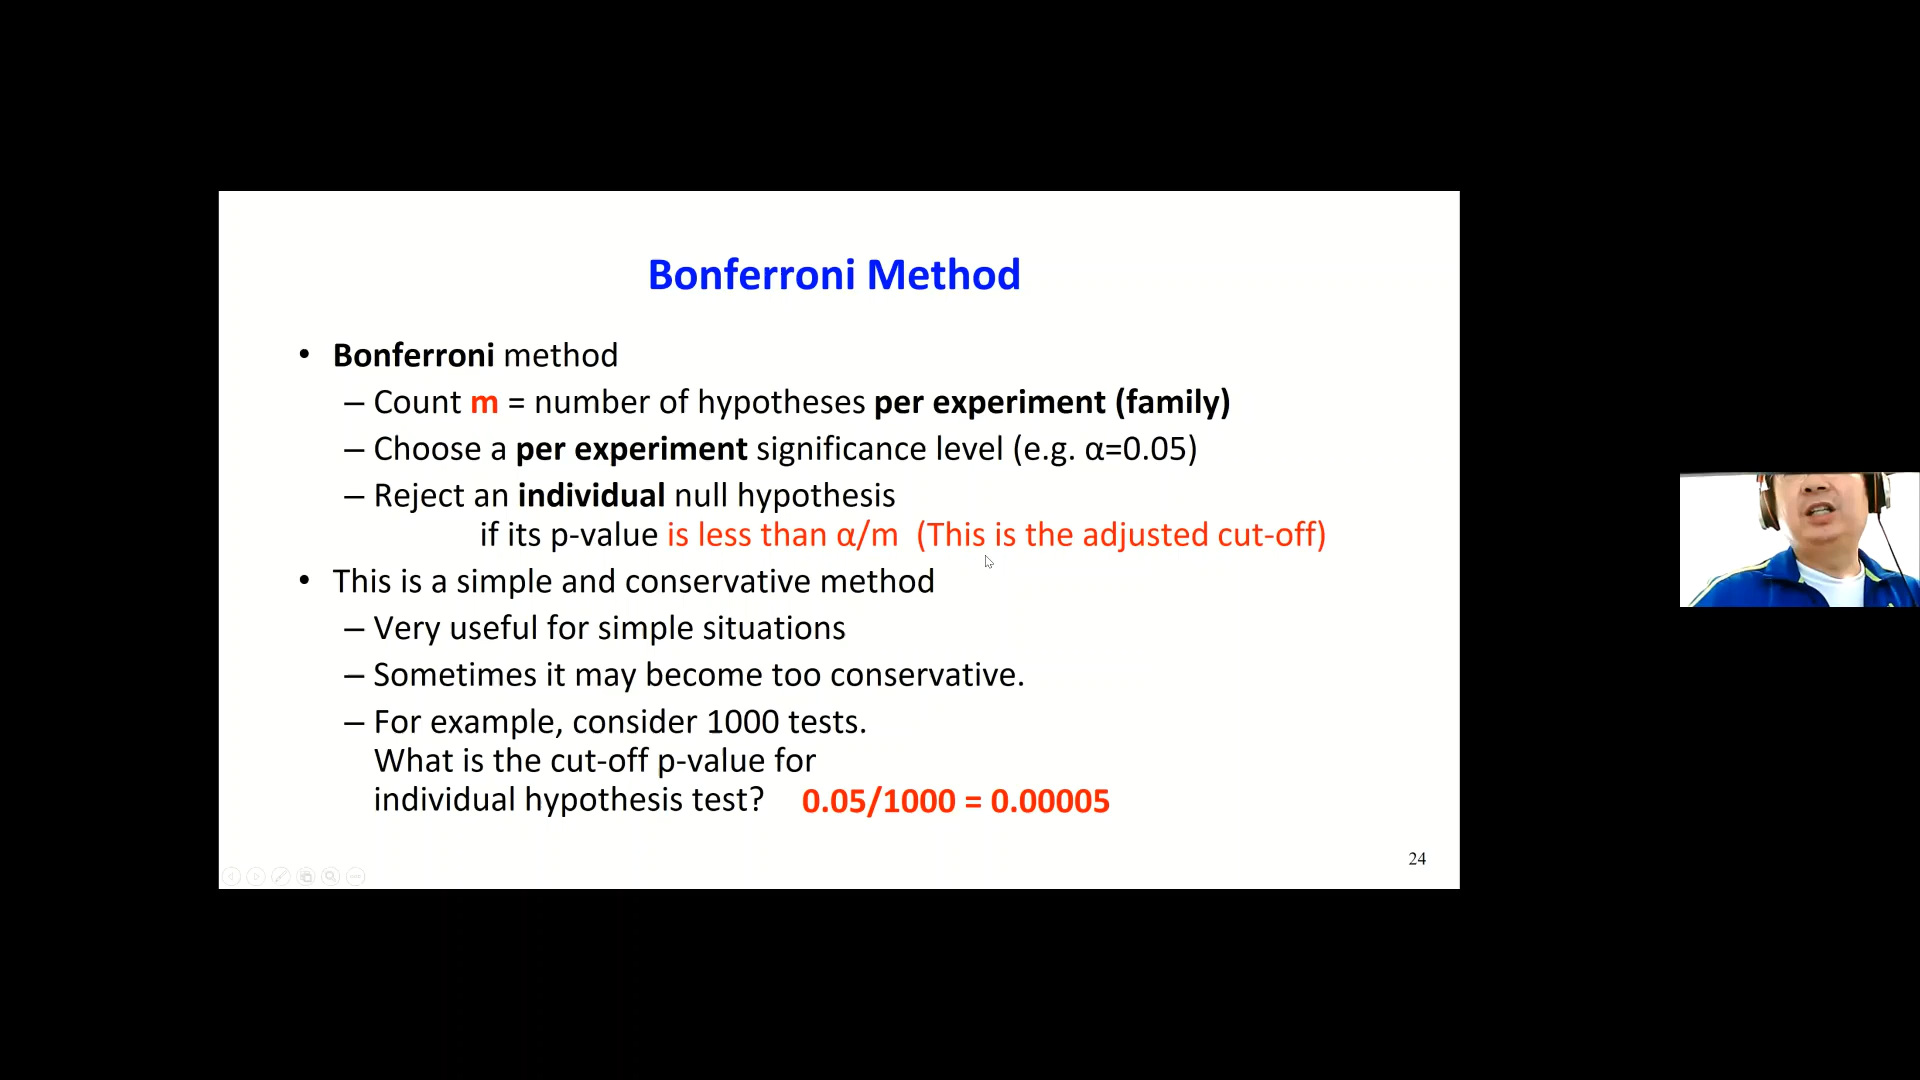 Bonferroni Method
• Bonferroni method
– Count m = number of hypotheses per experiment (family)
– Choose a per experiment significance level (e.g. α=0.05)
– Reject an individual null hypothesis
if its p-value is less than α/m (This is the adjusted cut-off)
• This is a simple and conservative method
– Very useful for simple situations
– Sometimes it may become too conservative.
– For example, consider 1000 tests.
What is the cut-off p-value for
individual hypothesis test? 0.05/1000 = 0.00005
24